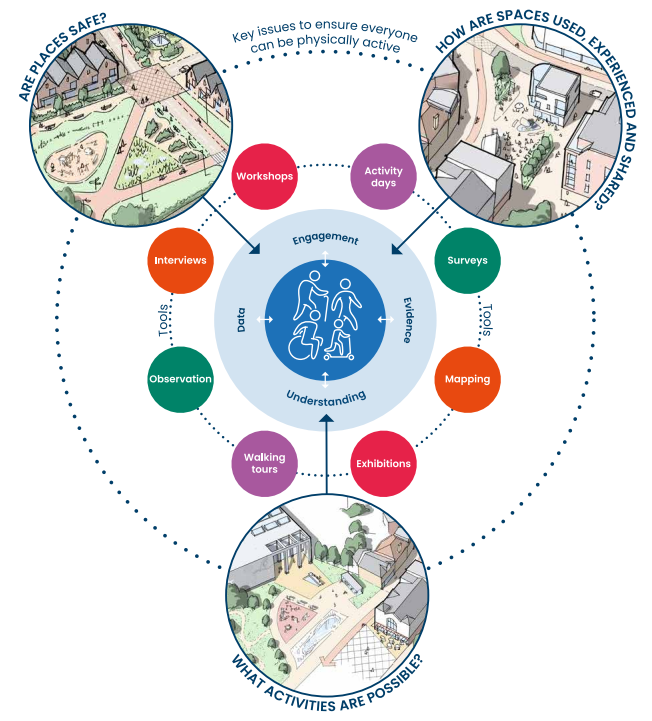 Key issues to ensure everyone
can be physically active
ARE PLACES SAFE?
HOW ARE SPACES USED, EXPERIENCED AND SHARED?
Workshops
Activity
days
Interviews
Engagement
Surveys
Tools
Data
Evidence
Tools
Observation
Understanding
Mapping
Walking
tours
Exhibitions
WHAT ACTIVITIES ARE POSSIBLE?